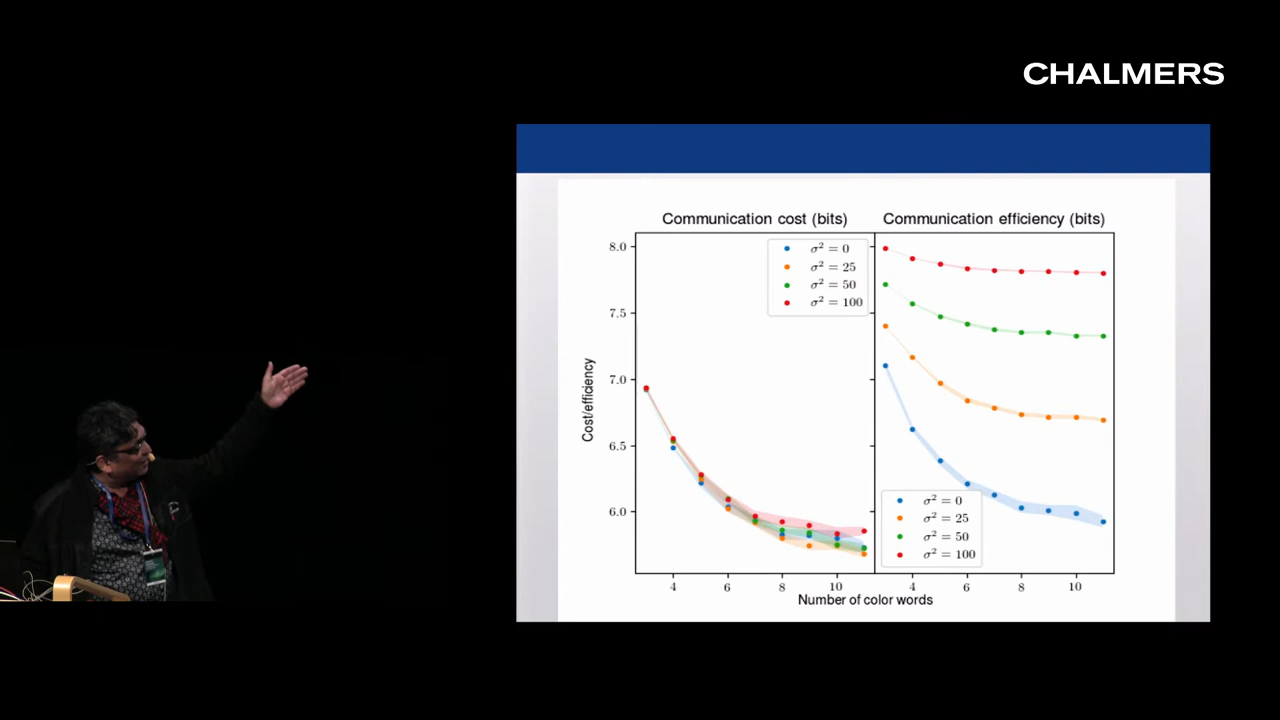 CHALMERS
Communication cost (bits)
Communication efficiency (bits)
8.0
7.5
7.0
6.5
6.0
Cost/efficiency
σ² = 0
σ² = 25
σ² = 50
σ² = 100
σ² = 0
σ² = 25
σ² = 50
σ² = 100
4 6 8 10
4 6 8 10
Number of color words